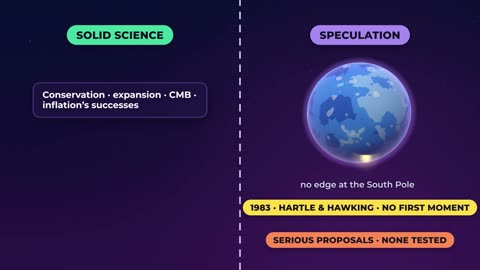 SOLID SCIENCE
Conservation · expansion · CMB ·
inflation's successes
SPECULATION
no edge at the South Pole
1983 · HARTLE & HAWKING · NO FIRST MOMENT
SERIOUS PROPOSALS · NONE TESTED